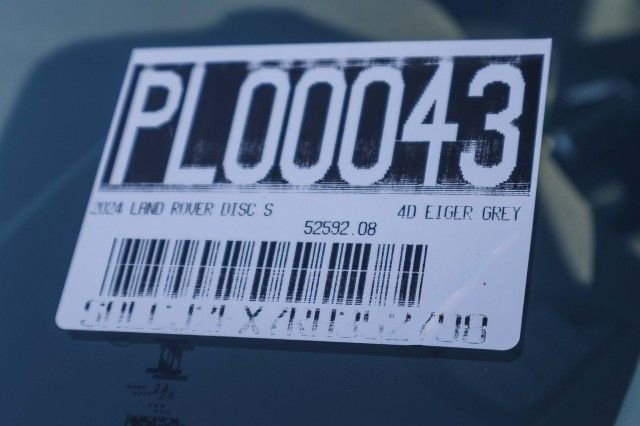 PL00043
2024 LAND ROVER DISC S 4D EIGER GREY
52592.08